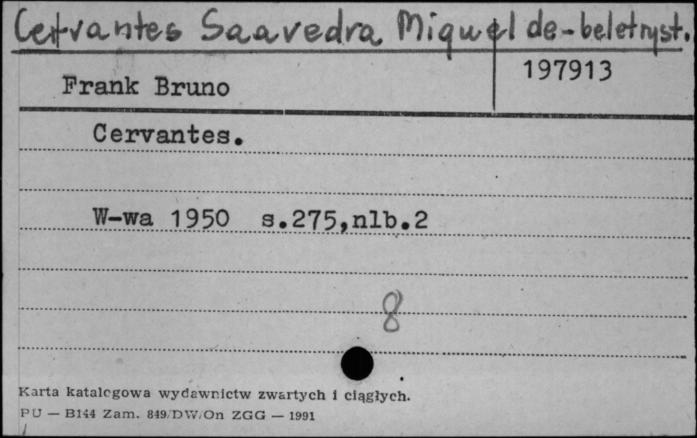 Cervantes Saavedra Miguel de-beletryst.
Frank Bruno
197913
Cervantes.
W-wa 1950 s.275,nlb.2
8
Karta katalogowa wydawnictw zwartych i ciągłych.
PU — B144 Zam. 849/DW/On ZGG — 1991